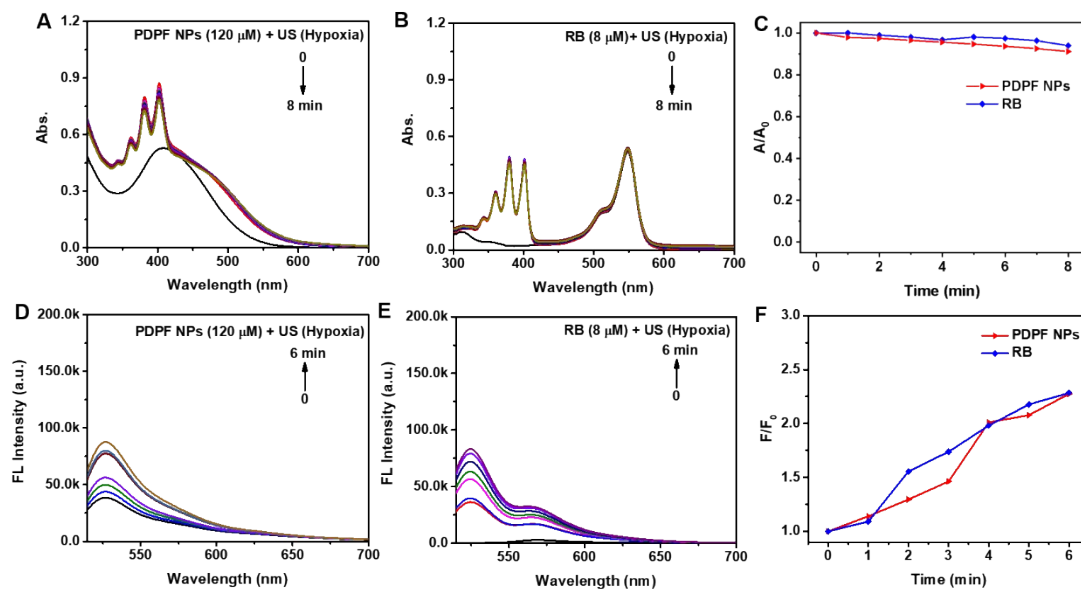 A
PDPF NPs (120 μM) + US (Hypoxia)
0
8 min
Abs.
1.2
0.9
0.6
0.3
0.0
300 400 500 600 700
Wavelength (nm)
B
RB (8 μM)+ US (Hypoxia)
0
8 min
Abs.
1.2
0.9
0.6
0.3
0.0
300 400 500 600 700
Wavelength (nm)
C
PDPF NPs
RB
A/A0
1.0
0.8
0.6
0.4
0.2
0.0
0 2 4 6 8
Time (min)
D
PDPF NPs (120 μM) + US (Hypoxia)
6 min
0
FL Intensity (a.u.)
200.0k
150.0k
100.0k
50.0k
0.0
550 600 650 700
Wavelength (nm)
E
RB (8 μM) + US (Hypoxia)
6 min
0
FL Intensity (a.u.)
200.0k
150.0k
100.0k
50.0k
0.0
550 600 650 700
Wavelength (nm)
F
PDPF NPs
RB
F/F0
3.0
2.5
2.0
1.5
1.0
0 1 2 3 4 5 6
Time (min)